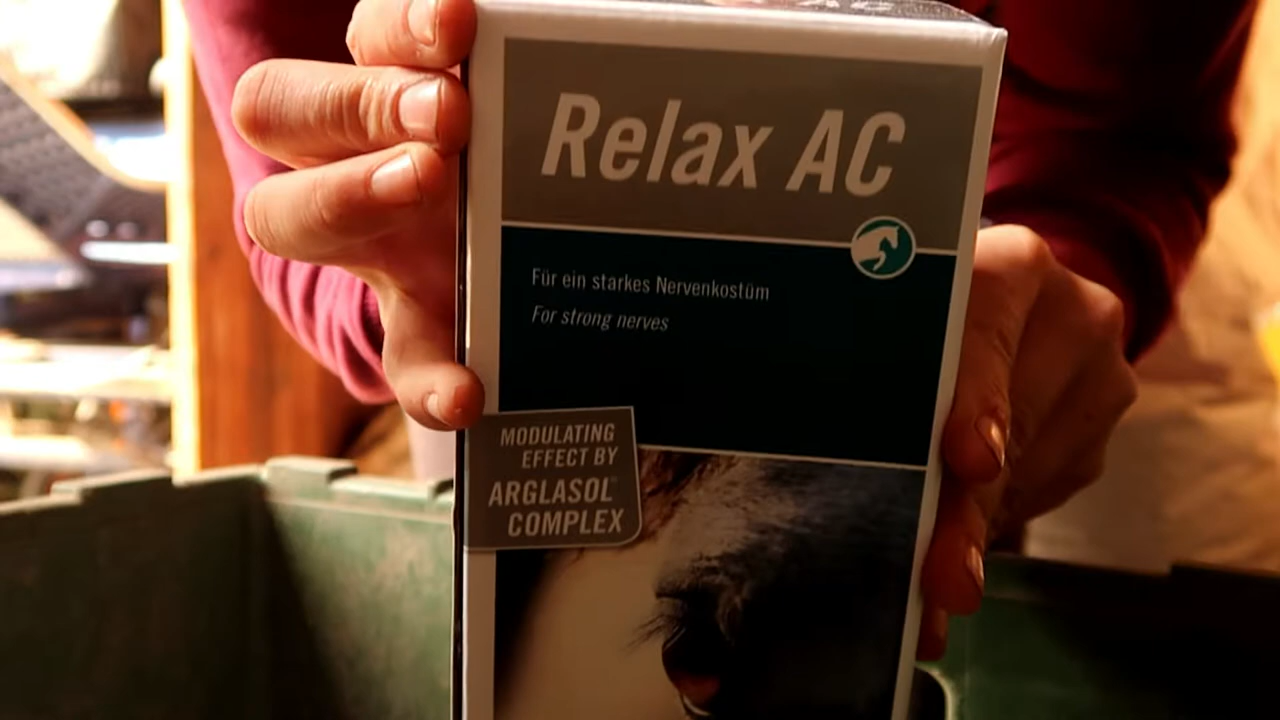 Relax AC
Für ein starkes Nervenkostüm
For strong nerves
MODULATING
EFFECT BY
ARGLASOL
COMPLEX